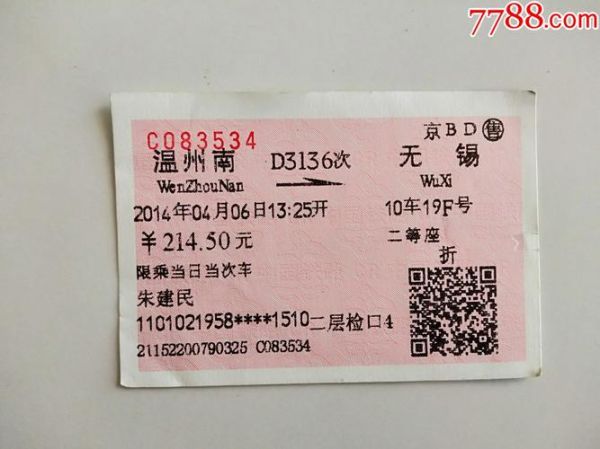 7788.com
京BD售
C083534
温州南 D3136次 无锡
WenZhouNan WuXi
2014年04月06日13:25开 10车19F号
￥214.50元 二等座
折
限乘当日当次车
朱建民
1101021958****1510二层检口4
21152200790325 C083534